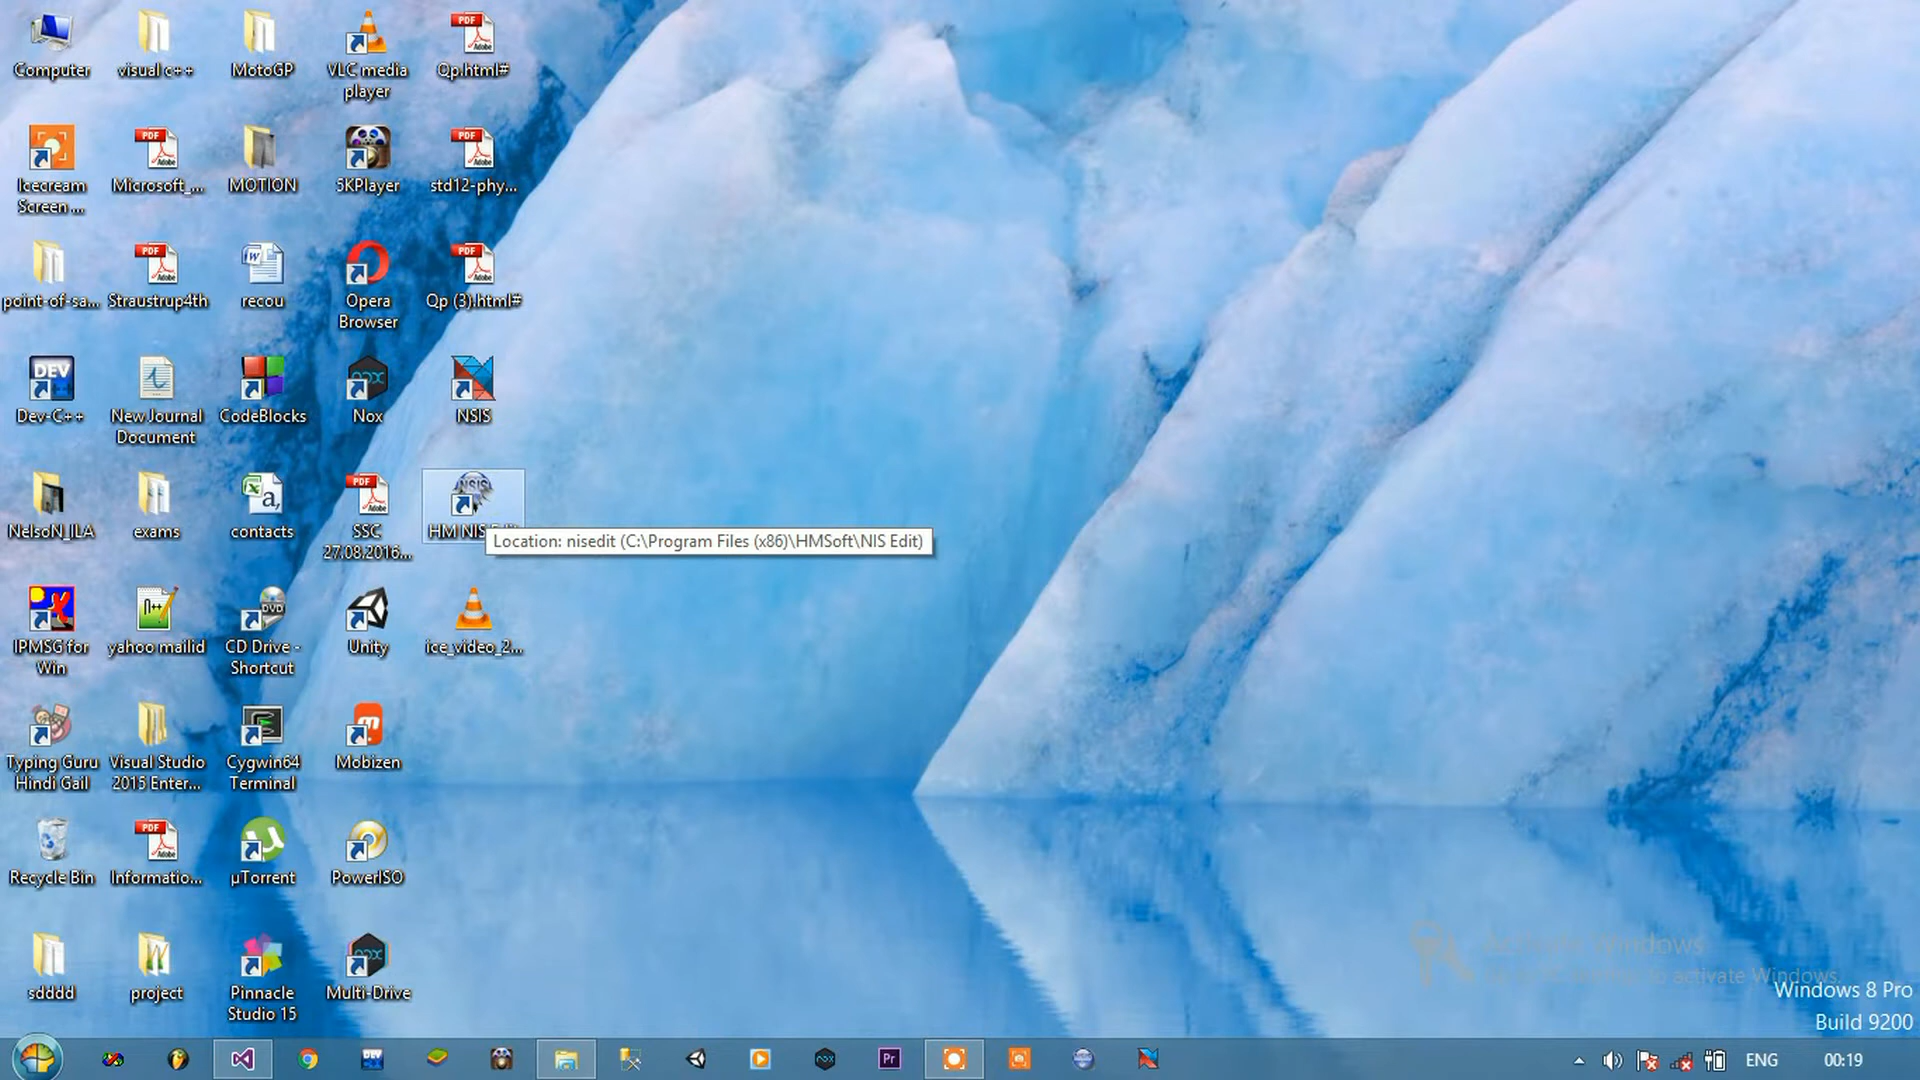 Computer
visual c++
MotoGP
VLC media
player
Qp.html#
Icecream
Screen ...
Microsoft_...
MOTION
5KPlayer
std12-phy...
point-of-sa...
Straustrup4th
recou
Opera
Browser
Qp (3).html#
Dev-C++
New Journal
Document
CodeBlocks
Nox
NSIS
NelsoN_ILA
exams
contacts
SSC
27.08.2016...
HM NIS
Location: nisedit (C:\Program Files (x86)\HMSoft\NIS Edit)
IPMSG for
Win
yahoo mailid
CD Drive -
Shortcut
Unity
ice_video_2...
Typing Guru
Hindi Gail
Visual Studio
2015 Enter...
Cygwin64
Terminal
Mobizen
Recycle Bin
Informatio...
µTorrent
PowerISO
sdddd
project
Pinnacle
Studio 15
Multi-Drive
Activate Windows
to activate Windows.
Windows 8 Pro
Build 9200
ENG
00:19